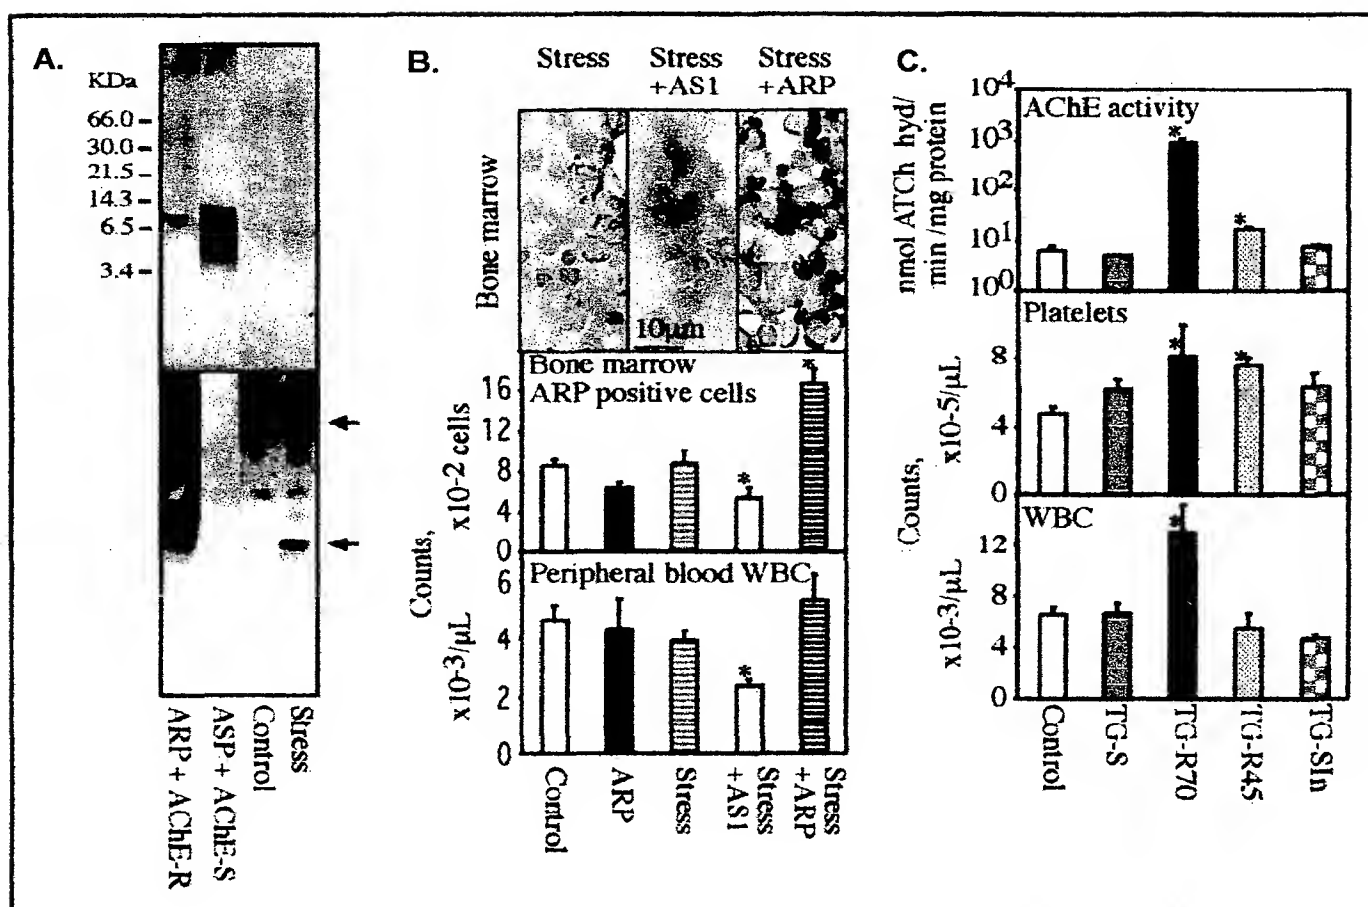 A.
KDa
66.0
30.0
21.5
14.3
6.5
3.4
ARP + AChE-R
ASP + AChE-S
Control
Stress
B.
Stress
Stress
+AS1
Stress
+ARP
Bone marrow
10µm
Bone marrow
ARP positive cells
16
12
8
4
0
x10-2 cells
Counts,
Peripheral blood WBC
6
4
2
0
x10-3/µL
Control
ARP
Stress
Stress
+AS1
Stress
+ARP
C.
nmol ATCh hyd/
min /mg protein
10⁴
10³
10²
10¹
10⁰
AChE activity
Platelets
8
4
0
x10-5/µL
Counts,
WBC
12
8
4
0
x10-3/µL
Control
TG-S
TG-R70
TG-R45
TG-SIn